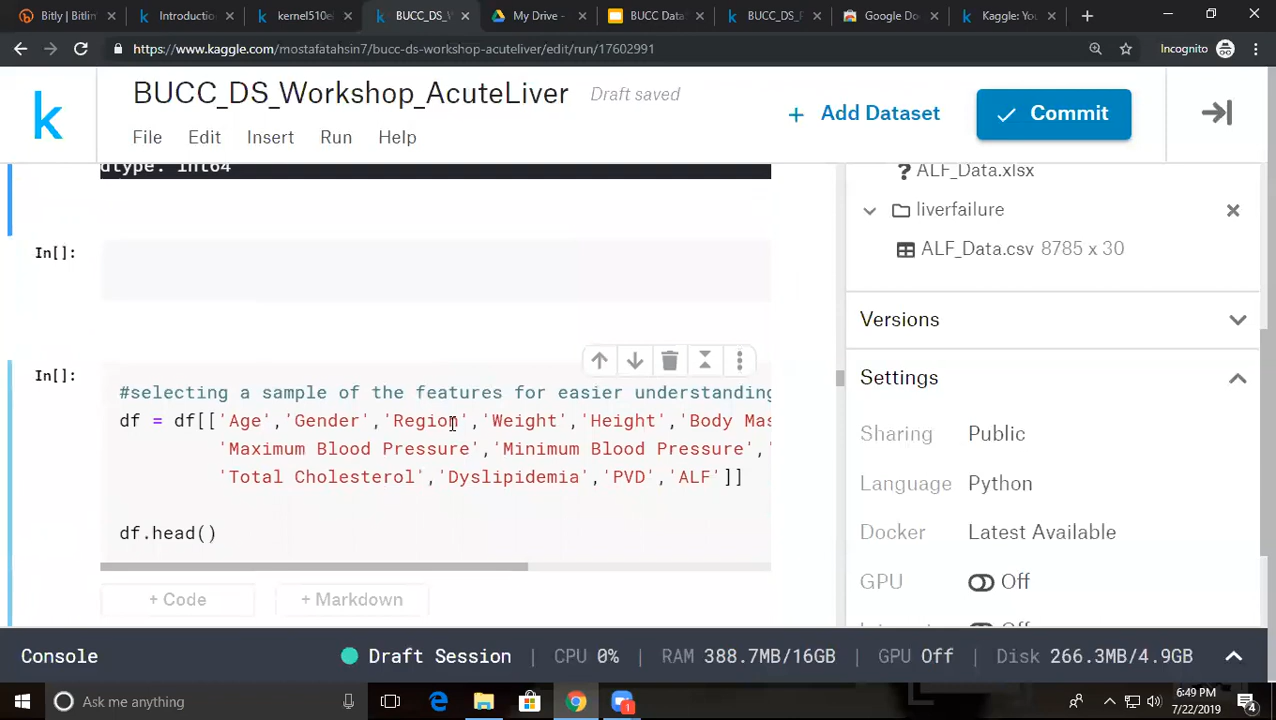 Bitly | Bitlin
Introduction
kernel510e
BUCC_DS_W
My Drive -
BUCC Data
BUCC_DS_F
Google Do
Kaggle: You
https://www.kaggle.com/mostafatahsin7/bucc-ds-workshop-acuteliver/edit/run/17602991
Incognito
BUCC_DS_Workshop_AcuteLiver
Draft saved
+ Add Dataset
Commit
File Edit Insert Run Help
dtype: int64
ALF_Data.xlsx
liverfailure
In[]:
ALF_Data.csv 8785 x 30
Versions
In[]:
Settings
#selecting a sample of the features for easier understanding
df = df[['Age','Gender','Region','Weight','Height','Body Mas
'Maximum Blood Pressure','Minimum Blood Pressure','
'Total Cholesterol','Dyslipidemia','PVD','ALF']]
df.head()
Sharing Public
Language Python
Docker Latest Available
GPU Off
Off
+ Code
+ Markdown
Console
Draft Session | CPU 0% | RAM 388.7MB/16GB | GPU Off | Disk 266.3MB/4.9GB
Ask me anything
1
6:49 PM
7/22/2019
4